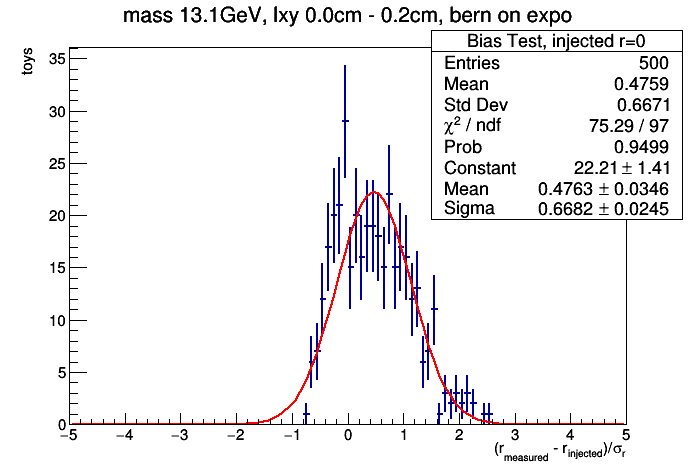 mass 13.1GeV, lxy 0.0cm - 0.2cm, bern on expo
Bias Test, injected r=0
Entries 500
Mean 0.4759
Std Dev 0.6671
χ² / ndf 75.29 / 97
Prob 0.9499
Constant 22.21 ± 1.41
Mean 0.4763 ± 0.0346
Sigma 0.6682 ± 0.0245
toys
35
30
25
20
15
10
5
0
−5 −4 −3 −2 −1 0 1 2 3 4 5
(r_measured - r_injected)/σ_r